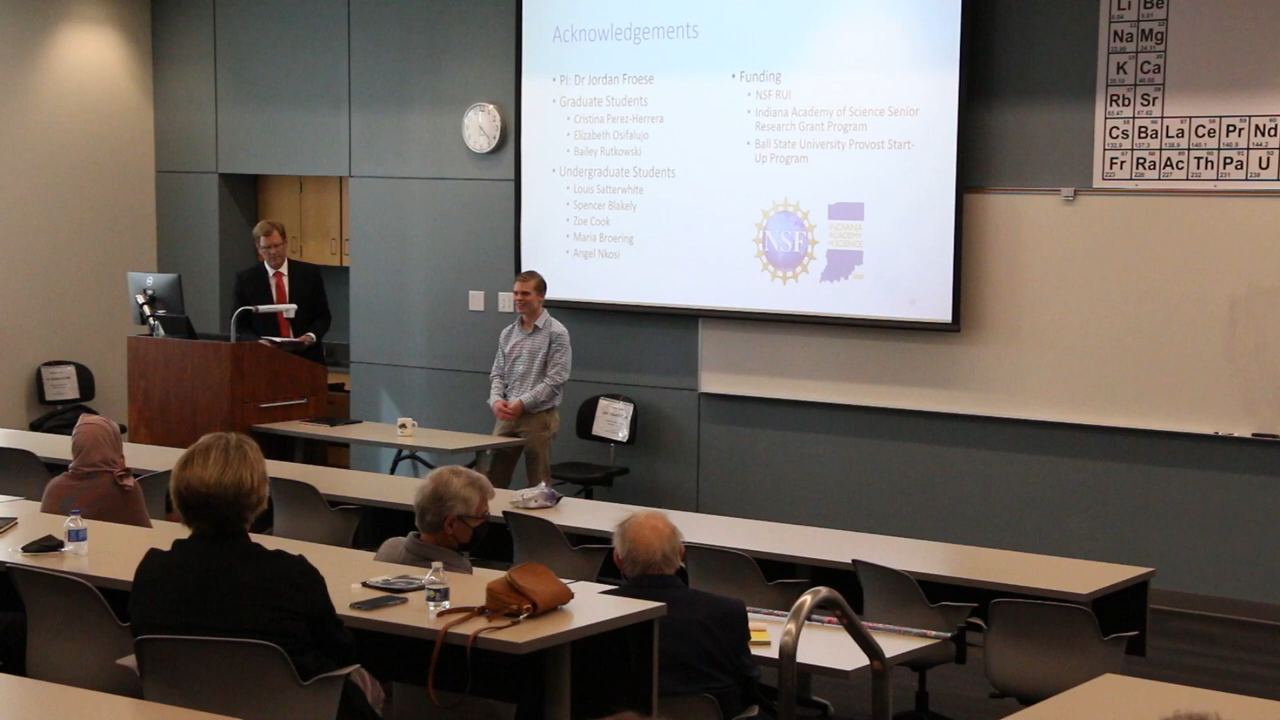 Acknowledgements
• PI: Dr Jordan Froese
• Graduate Students
• Cristina Perez-Herrera
• Elizabeth Osifalujo
• Bailey Rutkowski
• Undergraduate Students
• Louis Satterwhite
• Spencer Blakely
• Zoe Cook
• Maria Broering
• Angel Nkosi
• Funding
• NSF RUI
• Indiana Academy of Science Senior
Research Grant Program
• Ball State University Provost Start-
Up Program
NSF
INDIANA
ACADEMY
SCIENCE
Li Be
Na Mg
K Ca
Rb Sr
Cs Ba La Ce Pr Nd
Fr Ra Ac Th Pa U